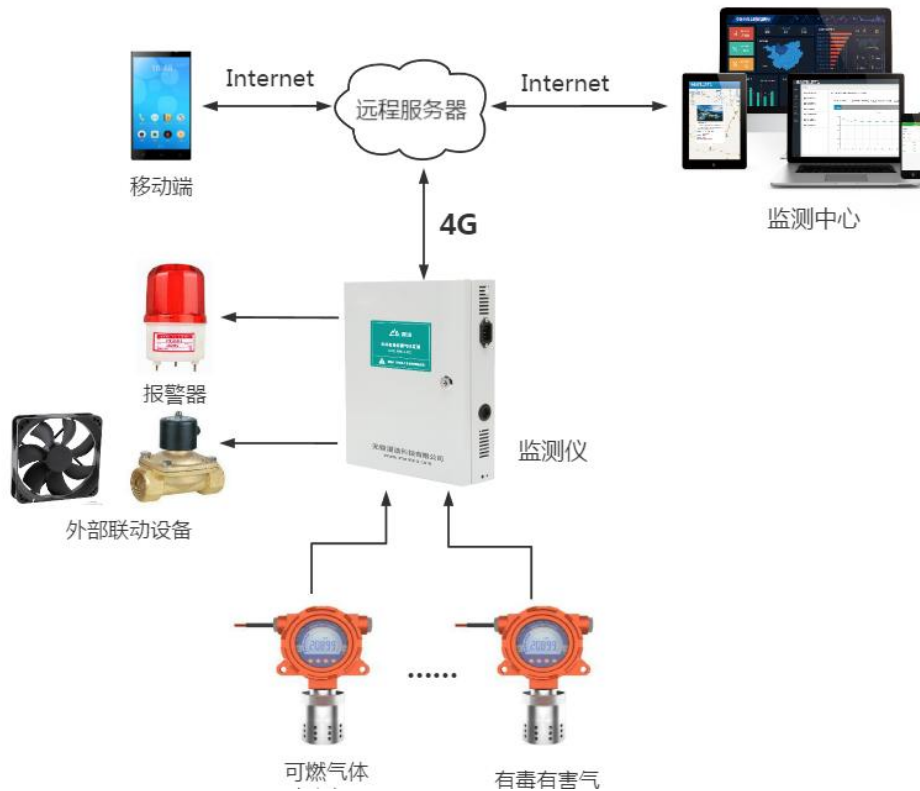 Internet
Internet
远程服务器
移动端
监测中心
4G
报警器
监测仪
外部联动设备
......
可燃气体
有毒有害气